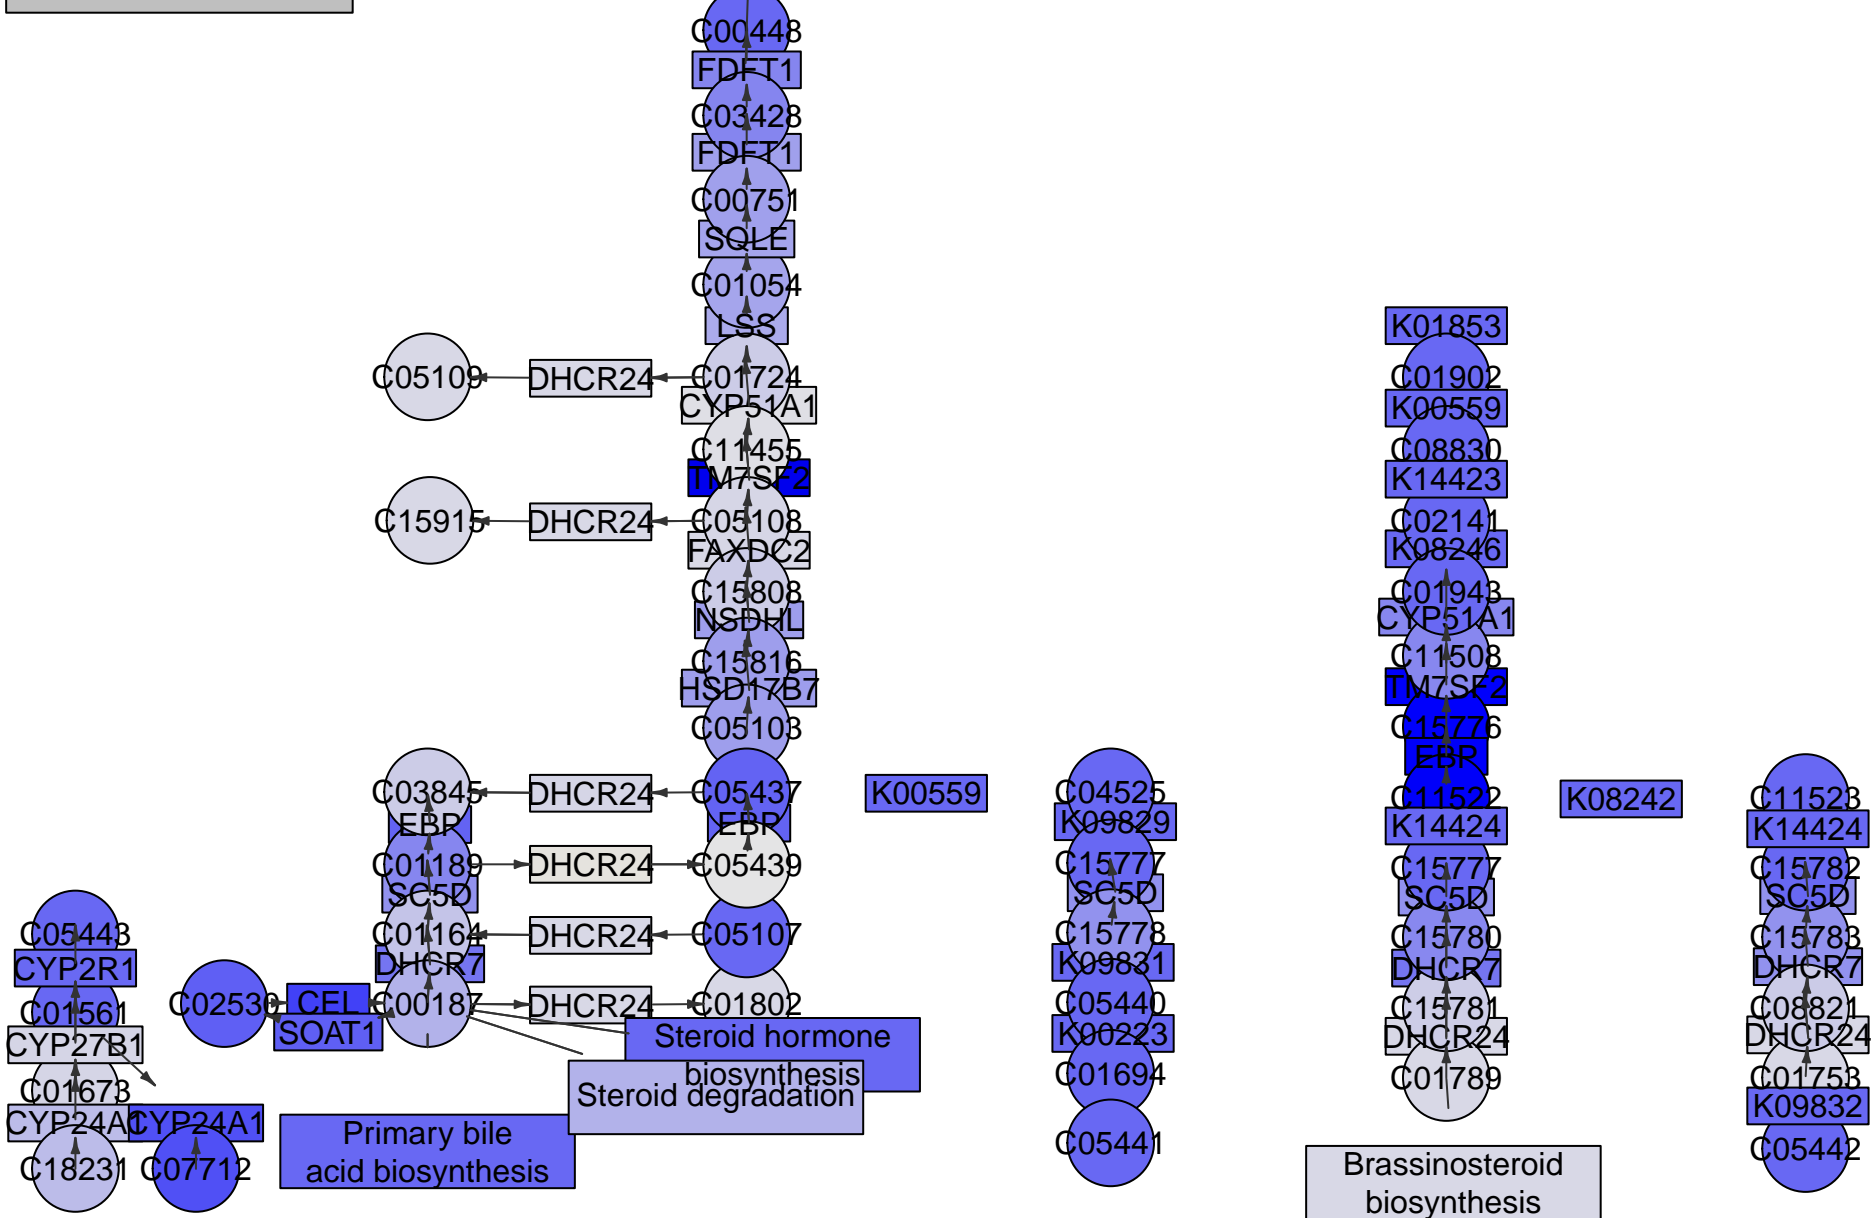 C00448
FDFT1
C03428
FDFT1
C00751
SQLE
C01054
LSS
C05109
DHCR24
C01724
CYP51A1
C11455
TM7SF2
C15915
DHCR24
C05108
FAXDC2
C15808
NSDHL
C15816
HSD17B7
C05103
C03845
DHCR24
C05437
EBP
EBP
C01189
DHCR24
C05439
SC5D
C01164
DHCR24
C05107
DHCR7
C02530
CEL
SOAT1
C00187
DHCR24
C01802
C05443
CYP2R1
C01561
CYP27B1
C01673
CYP24A1
CYP24A1
C18231
C07712
Steroid hormone
biosynthesis
Steroid degradation
Primary bile
acid biosynthesis
K00559
C04525
K09829
C15777
SC5D
C15778
K09831
C05440
K00223
C01694
C05441
K01853
C01902
K00559
C08830
K14423
C02141
K08246
C01943
CYP51A1
C11508
TM7SF2
C15776
EBP
C11522
K14424
C15777
SC5D
C15780
DHCR7
C15781
DHCR24
C01789
Brassinosteroid
biosynthesis
K08242
C11523
K14424
C15782
SC5D
C15783
DHCR7
C08821
DHCR24
C01753
K09832
C05442